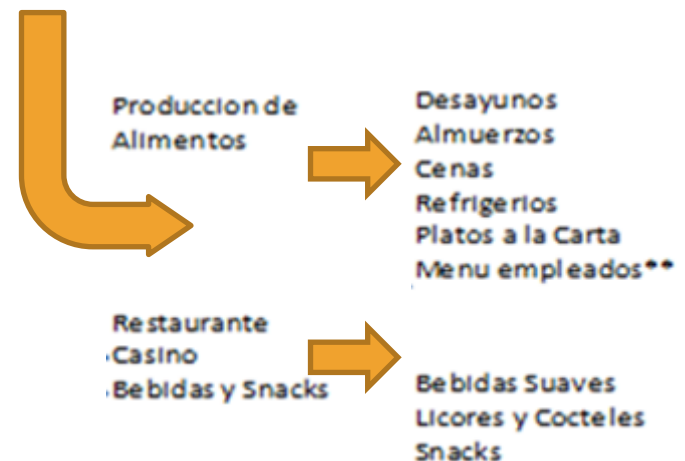 Produccion de
Alimentos
Desayunos
Almuerzos
Cenas
Refrigerios
Platos a la Carta
Menu empleados**
Restaurante
Casino
Bebidas y Snacks
Bebidas Suaves
Licores y Cocteles
Snacks